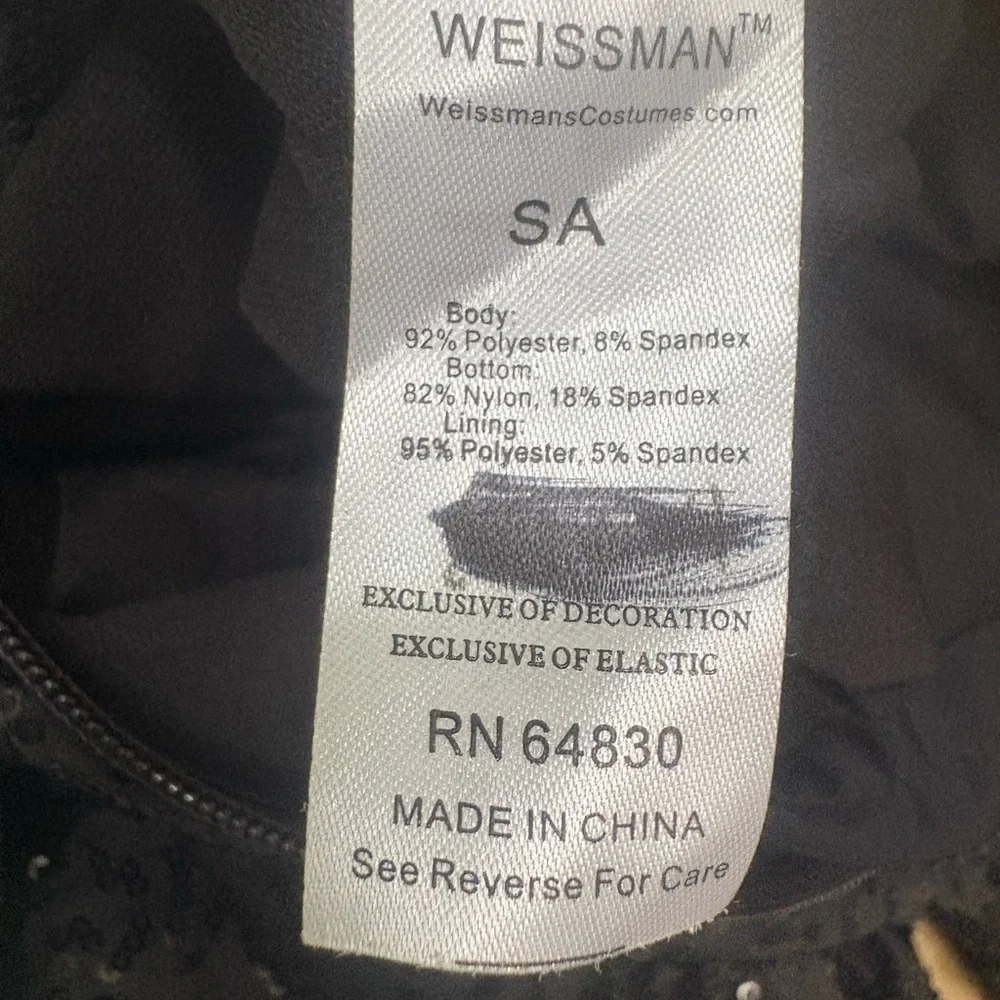 WEISSMAN™
WeissmansCostumes.com
SA
Body:
92% Polyester, 8% Spandex
Bottom:
82% Nylon, 18% Spandex
Lining:
95% Polyester, 5% Spandex
EXCLUSIVE OF DECORATION
EXCLUSIVE OF ELASTIC
RN 64830
MADE IN CHINA
See Reverse For Care